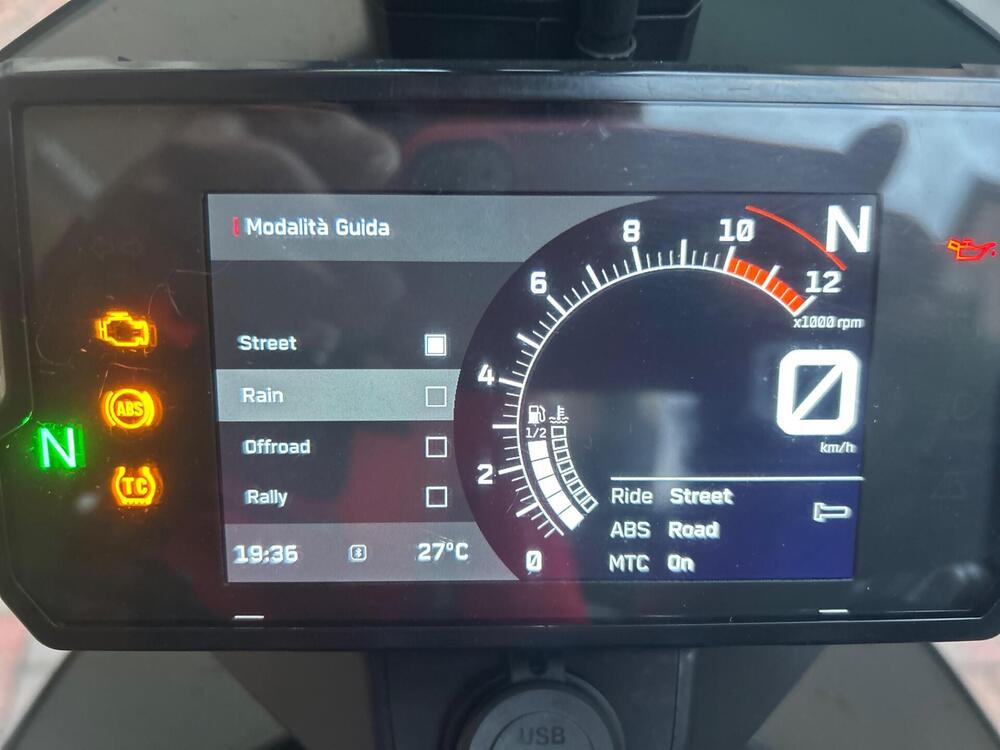 Modalità Guida
Street
Rain
Offroad
Rally
19:36
27°C
N
ABS
TC
8
10
N
6
12
x1000 rpm
4
0
km/h
1/2
2
0
Ride Street
ABS Road
MTC On
USB